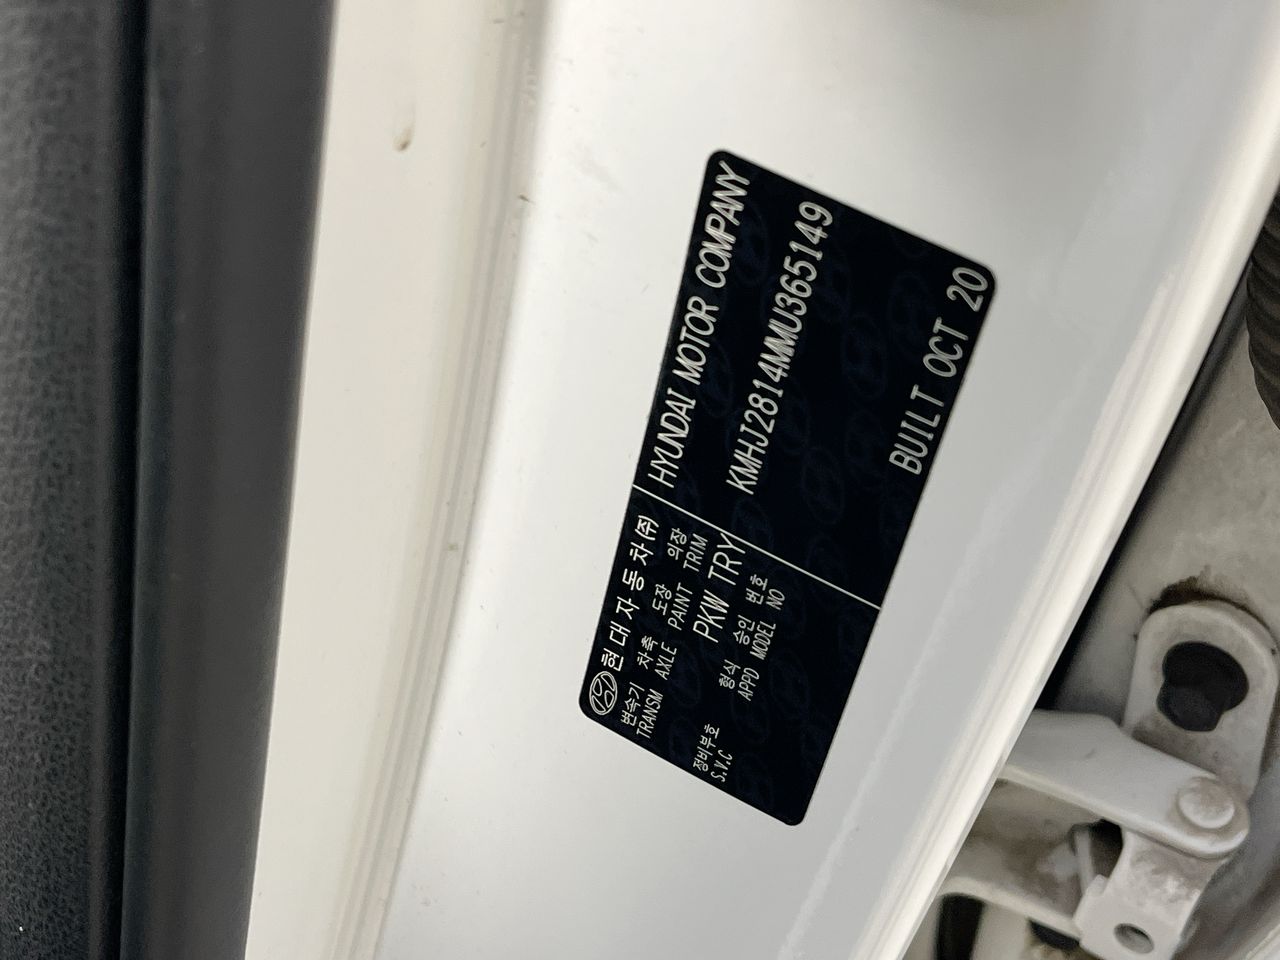 현대자동차(주)
HYUNDAI MOTOR COMPANY
변속기 차축 도장 의장
TRANSM AXLE PAINT TRIM
PKW TRY
KMHJ2814MMU365149
정비부호 형식 승인 번호
S.V.C APPD MODEL NO
BUILT OCT 20